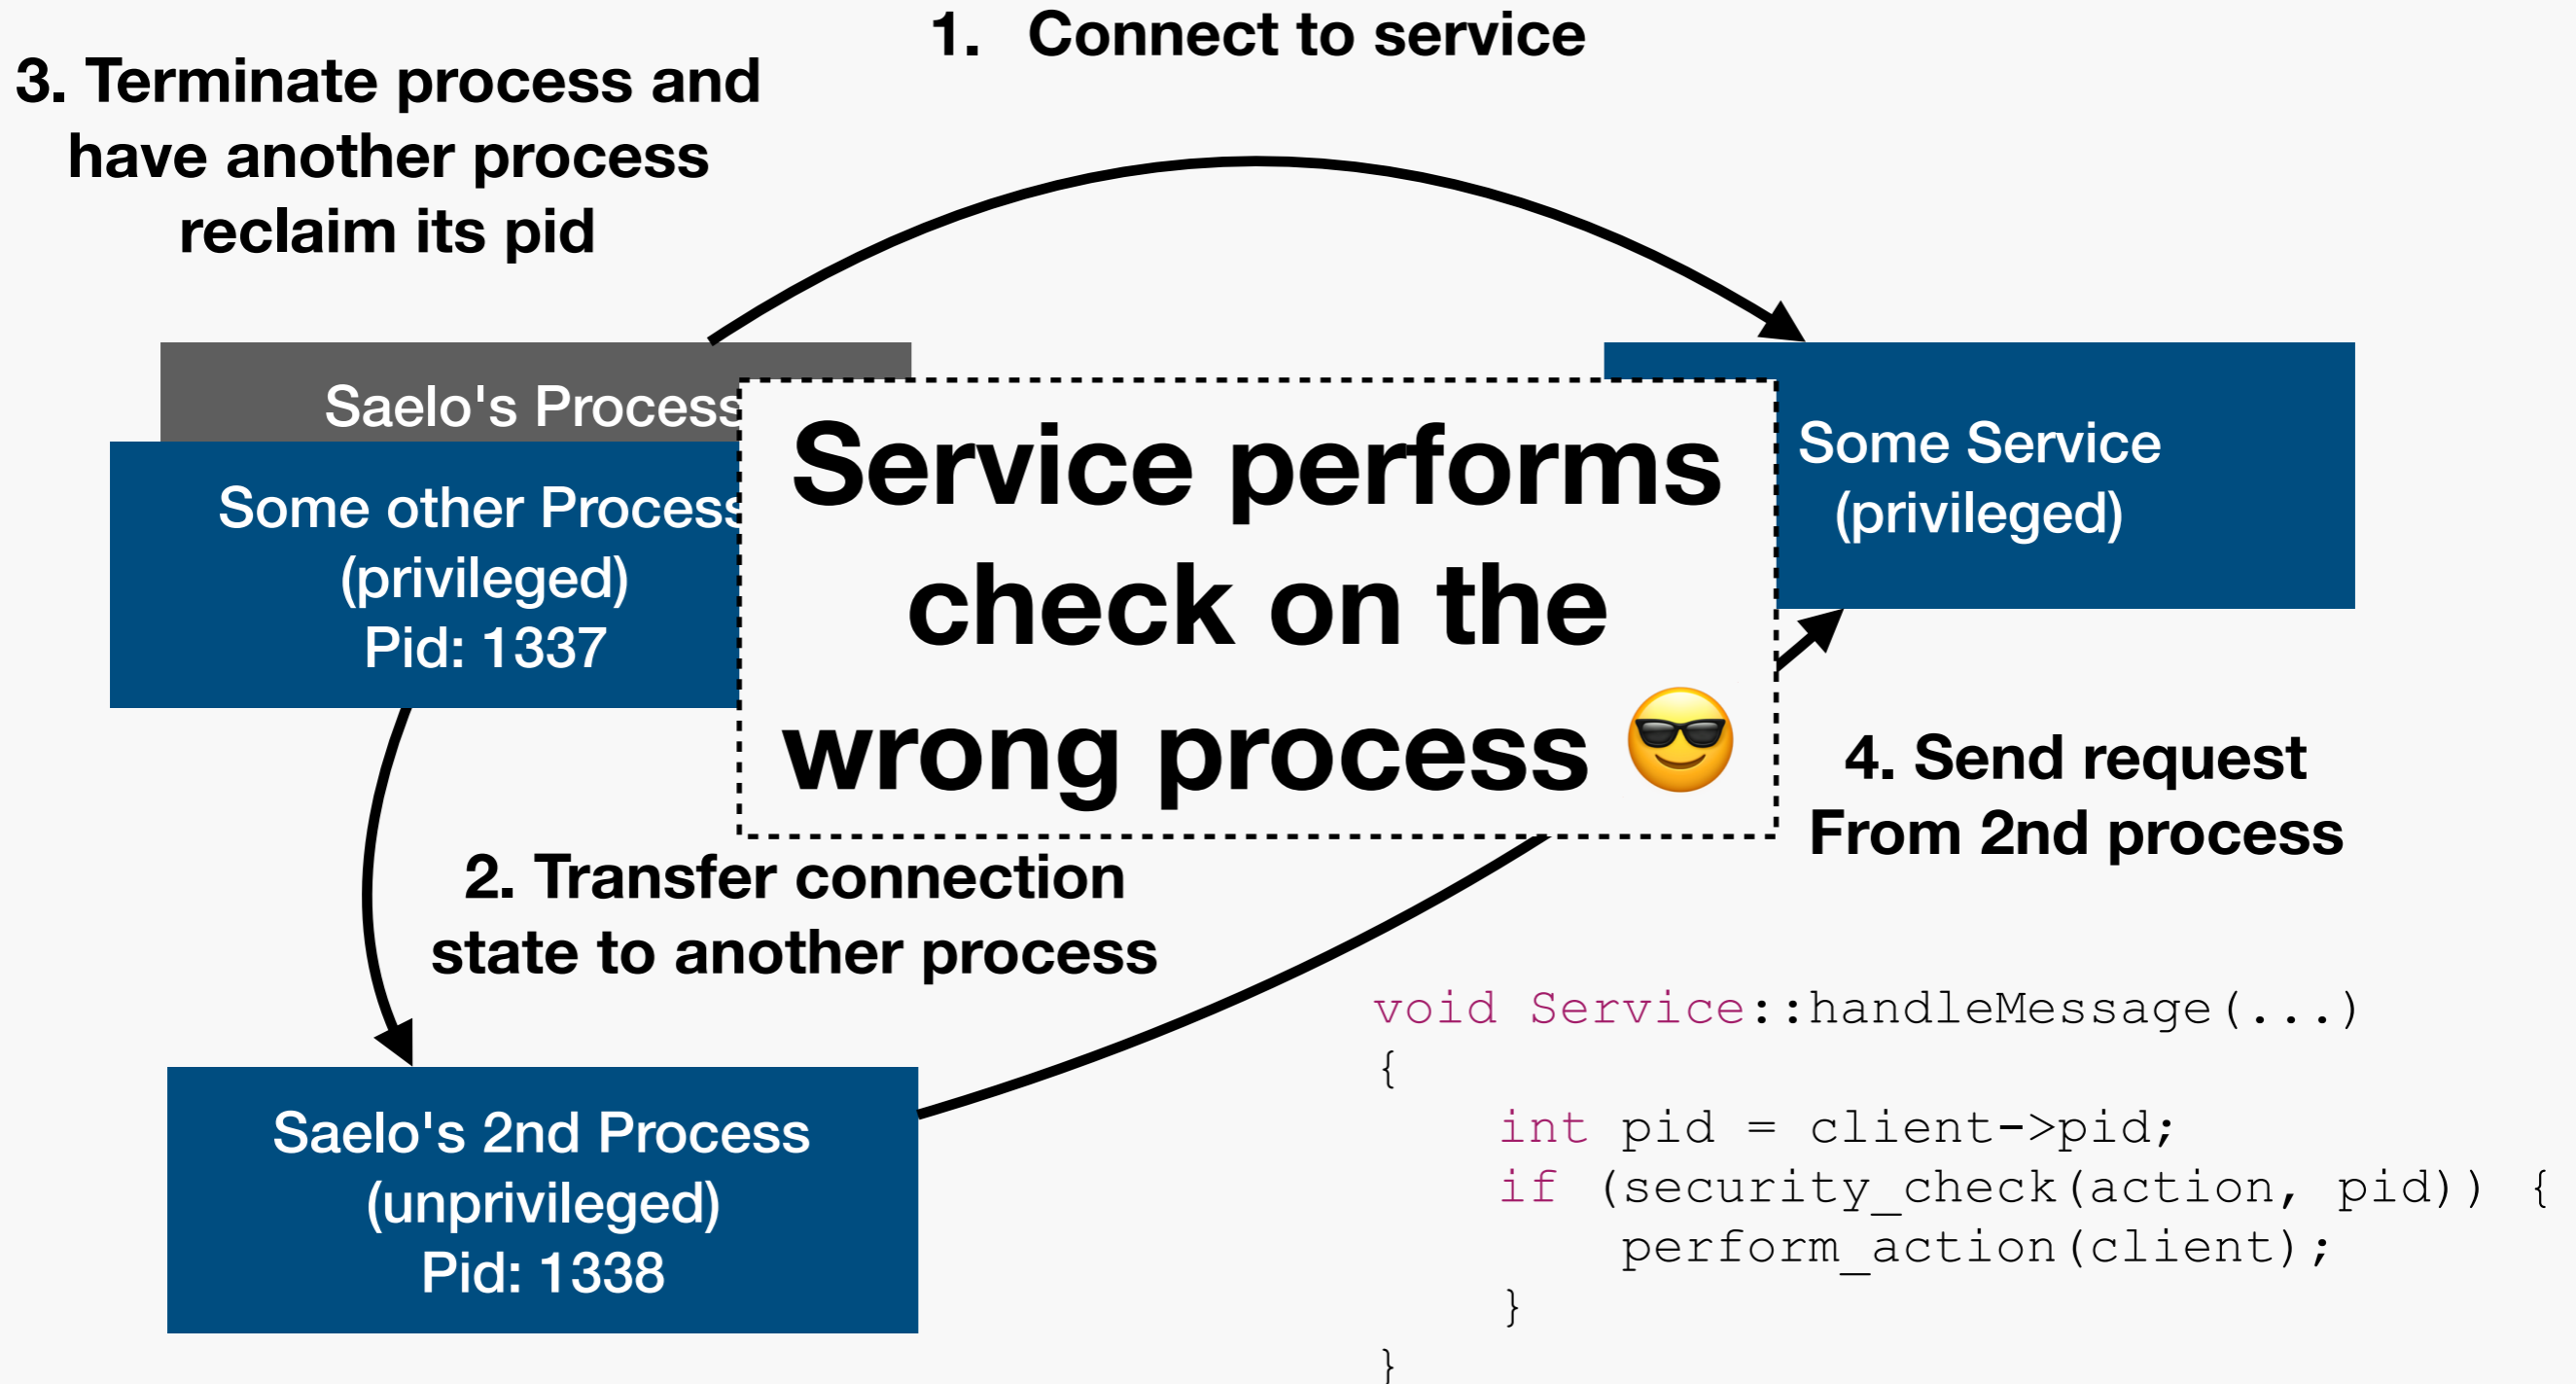 1. Connect to service
3. Terminate process and
have another process
reclaim its pid
Saelo's Process
Some other Process
(privileged)
Pid: 1337
Service performs
check on the
wrong process 😎
Some Service
(privileged)
4. Send request
From 2nd process
2. Transfer connection
state to another process
Saelo's 2nd Process
(unprivileged)
Pid: 1338
void Service::handleMessage(...)
{
    int pid = client->pid;
    if (security_check(action, pid)) {
        perform_action(client);
    }
}